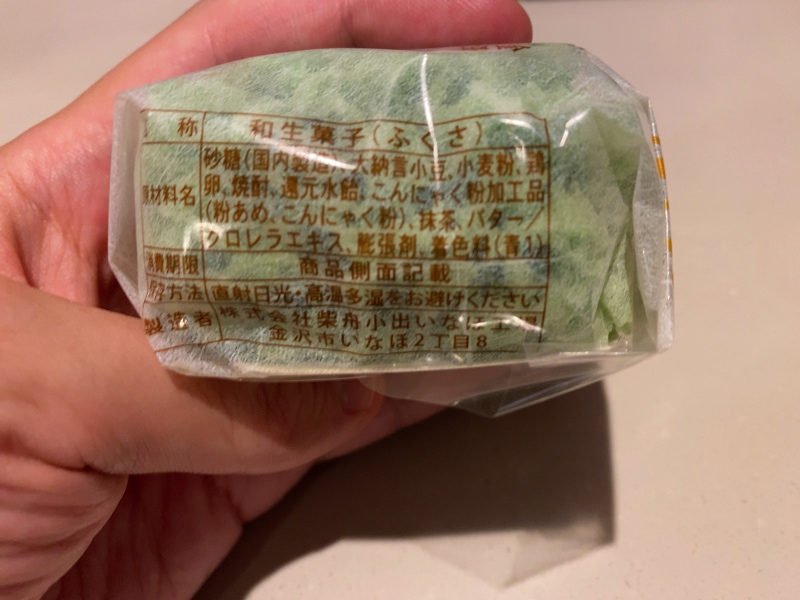 称 和生菓子(ふくさ)
砂糖(国内製造)、大納言小豆、小麦粉、鶏
原材料名 卵、焼酎、還元水飴、こんにゃく粉加工品
(粉あめ、こんにゃく粉)、抹茶、バター/
クロレラエキス、膨張剤、着色料(青1)
消費期限 商品側面記載
保存方法 直射日光・高温多湿をお避けください
製造者 株式会社柴舟小出いなほ工場
金沢市いなほ2丁目8